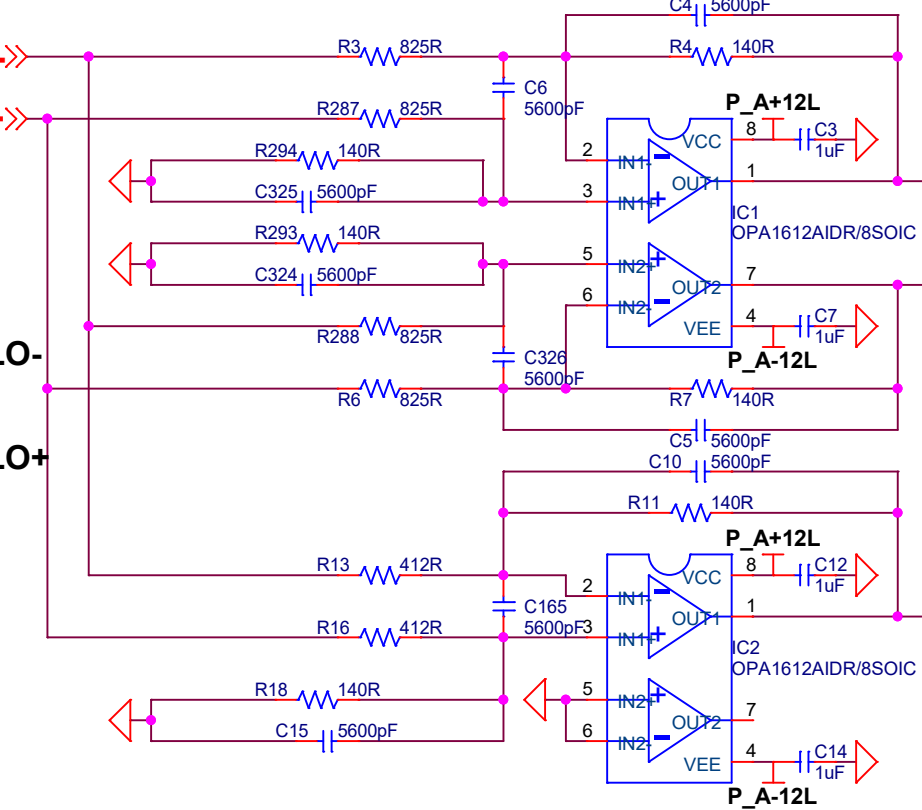 C4 5600pF
R3 825R
R4 140R
C6
5600pF
P_A+12L
R287 825R
8 C3
VCC
1uF
R294 140R
2
IN1-
OUT1 1
C325 5600pF
3
IN1+
IC1
OPA1612AIDR/8SOIC
R293 140R
5
IN2+
C324 5600pF
OUT2 7
6
IN2-
4 C7
VEE
1uF
R288 825R
LO-
C326
5600pF
P_A-12L
R6 825R
R7 140R
C5 5600pF
LO+
C10 5600pF
R11 140R
P_A+12L
R13 412R
8 C12
VCC
1uF
2
IN1-
C165
5600pF
OUT1 1
R16 412R
3
IN1+
IC2
OPA1612AIDR/8SOIC
R18 140R
5
IN2+
OUT2 7
C15 5600pF
6
IN2-
4 C14
VEE
1uF
P_A-12L